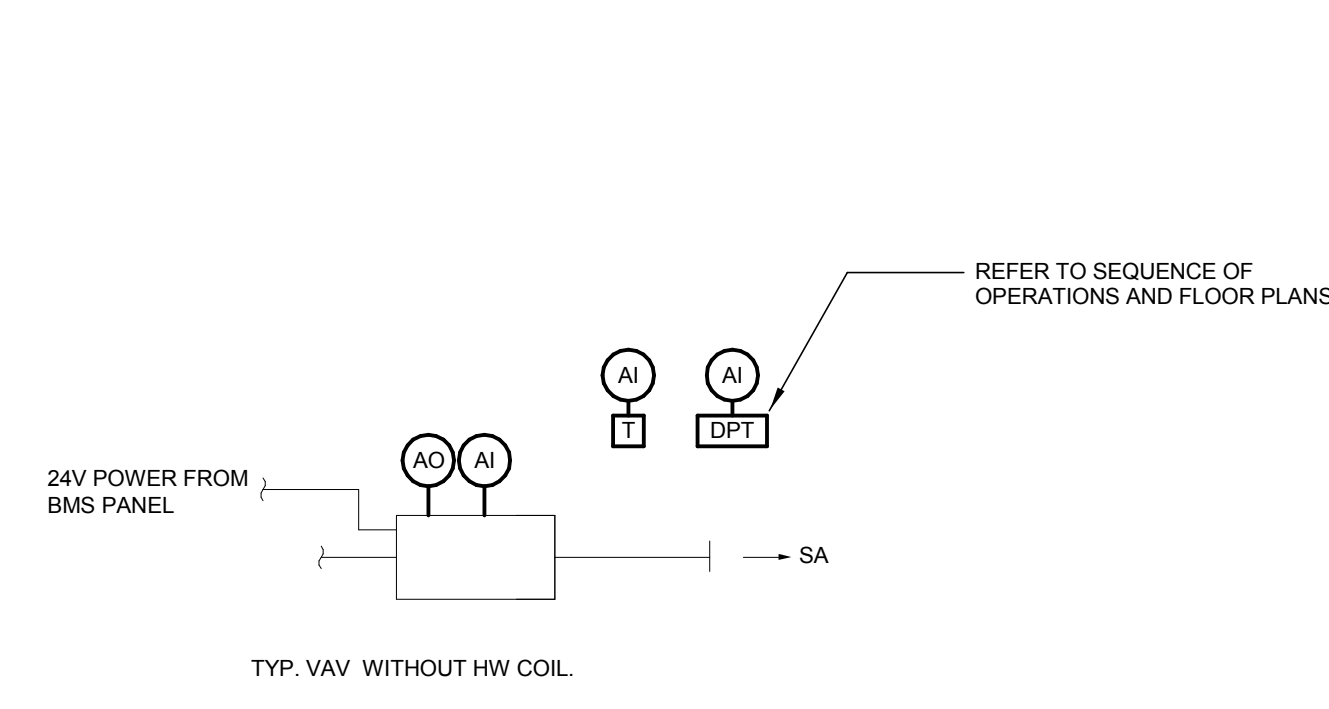 REFER TO SEQUENCE OF
OPERATIONS AND FLOOR PLANS
AI
AI
T
DPT
AO
AI
24V POWER FROM
BMS PANEL
SA
TYP. VAV WITHOUT HW COIL.